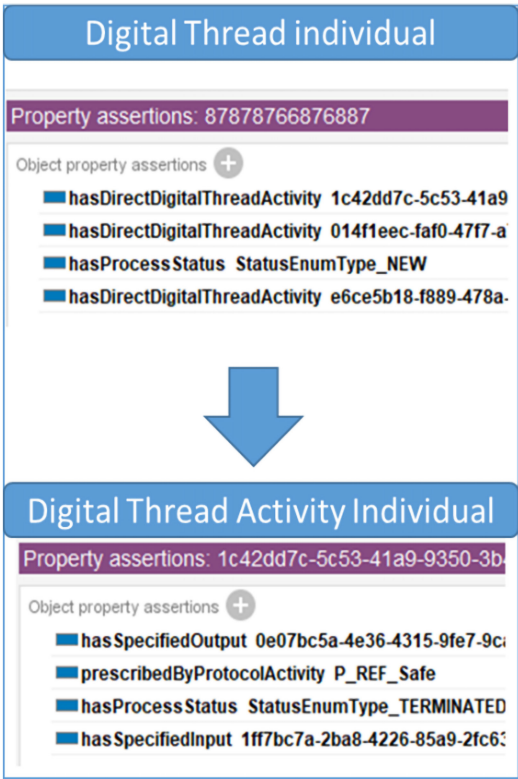 Digital Thread individual
Property assertions: 87878766876887
Object property assertions
hasDirectDigitalThreadActivity 1c42dd7c-5c53-41a9
hasDirectDigitalThreadActivity 014f1eec-faf0-47f7-a
hasProcessStatus StatusEnumType_NEW
hasDirectDigitalThreadActivity e6ce5b18-f889-478a-
Digital Thread Activity Individual
Property assertions: 1c42dd7c-5c53-41a9-9350-3b
Object property assertions
hasSpecifiedOutput 0e07bc5a-4e36-4315-9fe7-9c
prescribedByProtocolActivity P_REF_Safe
hasProcessStatus StatusEnumType_TERMINATED
hasSpecifiedInput 1ff7bc7a-2ba8-4226-85a9-2fc63